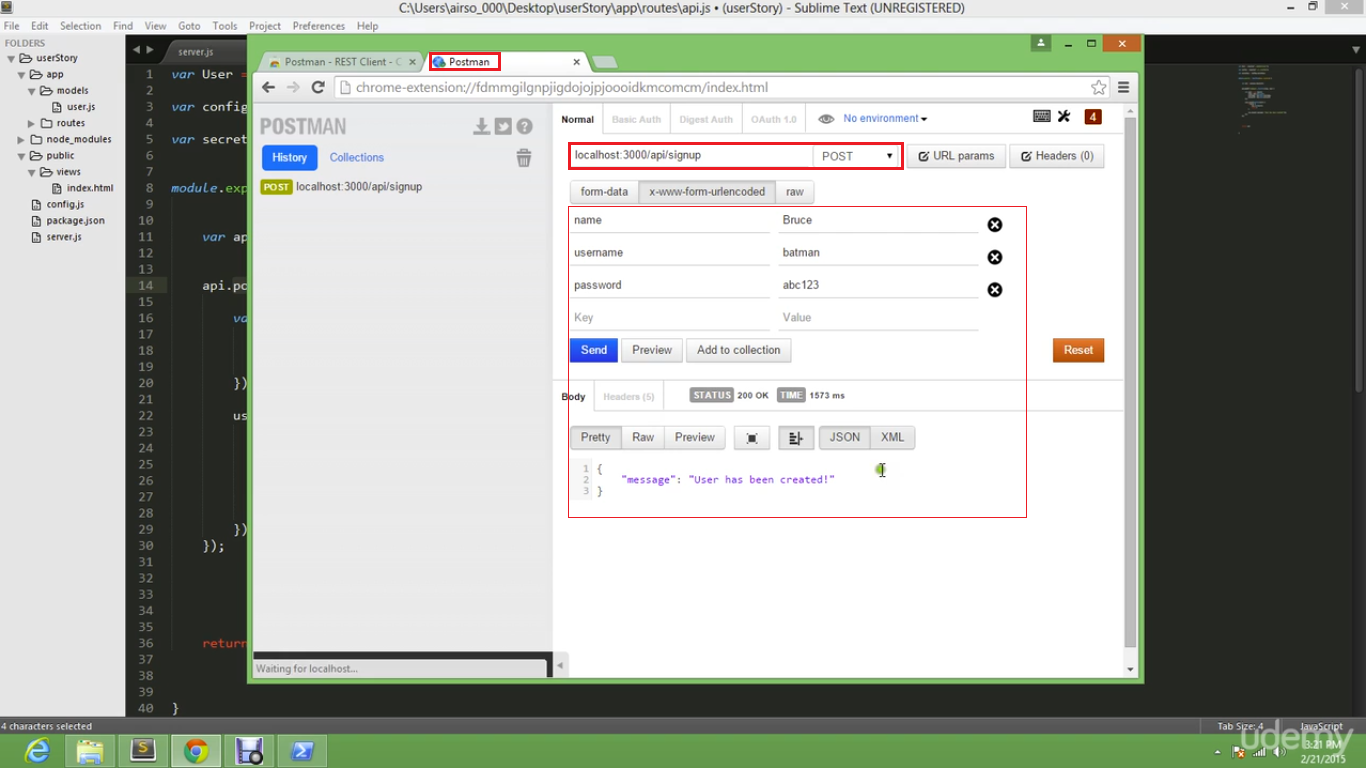 C:\Users\airso_000\Desktop\userStory\app\routes\api.js • (userStory) - Sublime Text (UNREGISTERED)
File Edit Selection Find View Goto Tools Project Preferences Help
FOLDERS
userStory
app
models
user.js
routes
node_modules
public
views
index.html
config.js
package.json
server.js
server.js
1 var User =
2
3 var config
4
5 var secret
6
7
8 module.exp
9
10
11 var ap
12
13
14 api.po
15
16 va
17
18
19
20 })
21
22 us
23
24
25
26
27
28
29 })
30 });
31
32
33
34
35
36 return
37
38
39
40 }
Postman - REST Client - C
Postman
chrome-extension://fdmmgilgnpjigdojojpjoooidkmcomcm/index.html
POSTMAN
History Collections
POST localhost:3000/api/signup
Normal Basic Auth Digest Auth OAuth 1.0 No environment 4
localhost:3000/api/signup POST URL params Headers (0)
form-data x-www-form-urlencoded raw
name Bruce
username batman
password abc123
Key Value
Send Preview Add to collection Reset
Body Headers (5) STATUS 200 OK TIME 1573 ms
Pretty Raw Preview JSON XML
1 {
2 "message": "User has been created!"
3 }
Waiting for localhost...
4 characters selected Tab Size: 4 JavaScript
udemy
3:21 PM
2/21/2015